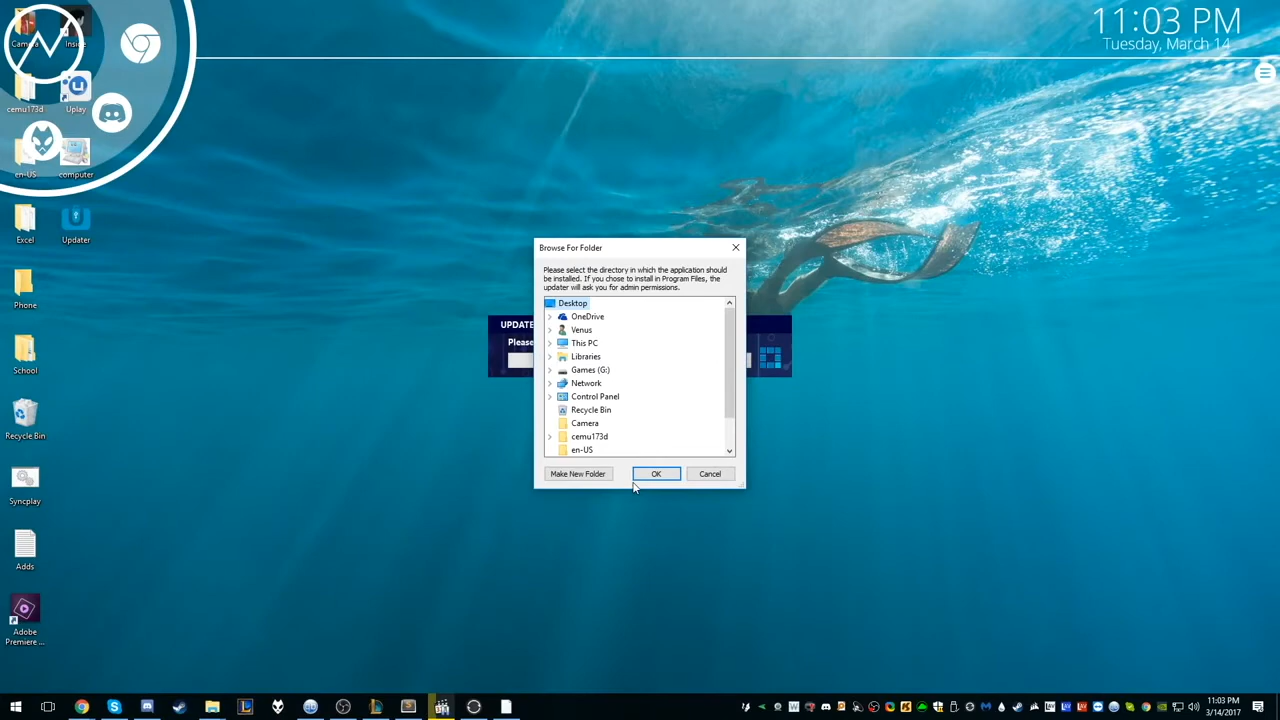 11:03 PM
Tuesday, March 14
Camera
Inside
cemu173d
Uplay
en-US
computer
Excel
Updater
Phone
School
Recycle Bin
Syncplay
Adds
Adobe
Premiere ...
UPDATE
Please
Browse For Folder
Please select the directory in which the application should
be installed. If you chose to install in Program Files, the
updater will ask you for admin permissions.
Desktop
OneDrive
Venus
This PC
Libraries
Games (G:)
Network
Control Panel
Recycle Bin
Camera
cemu173d
en-US
Make New Folder
OK
Cancel
11:03 PM
3/14/2017